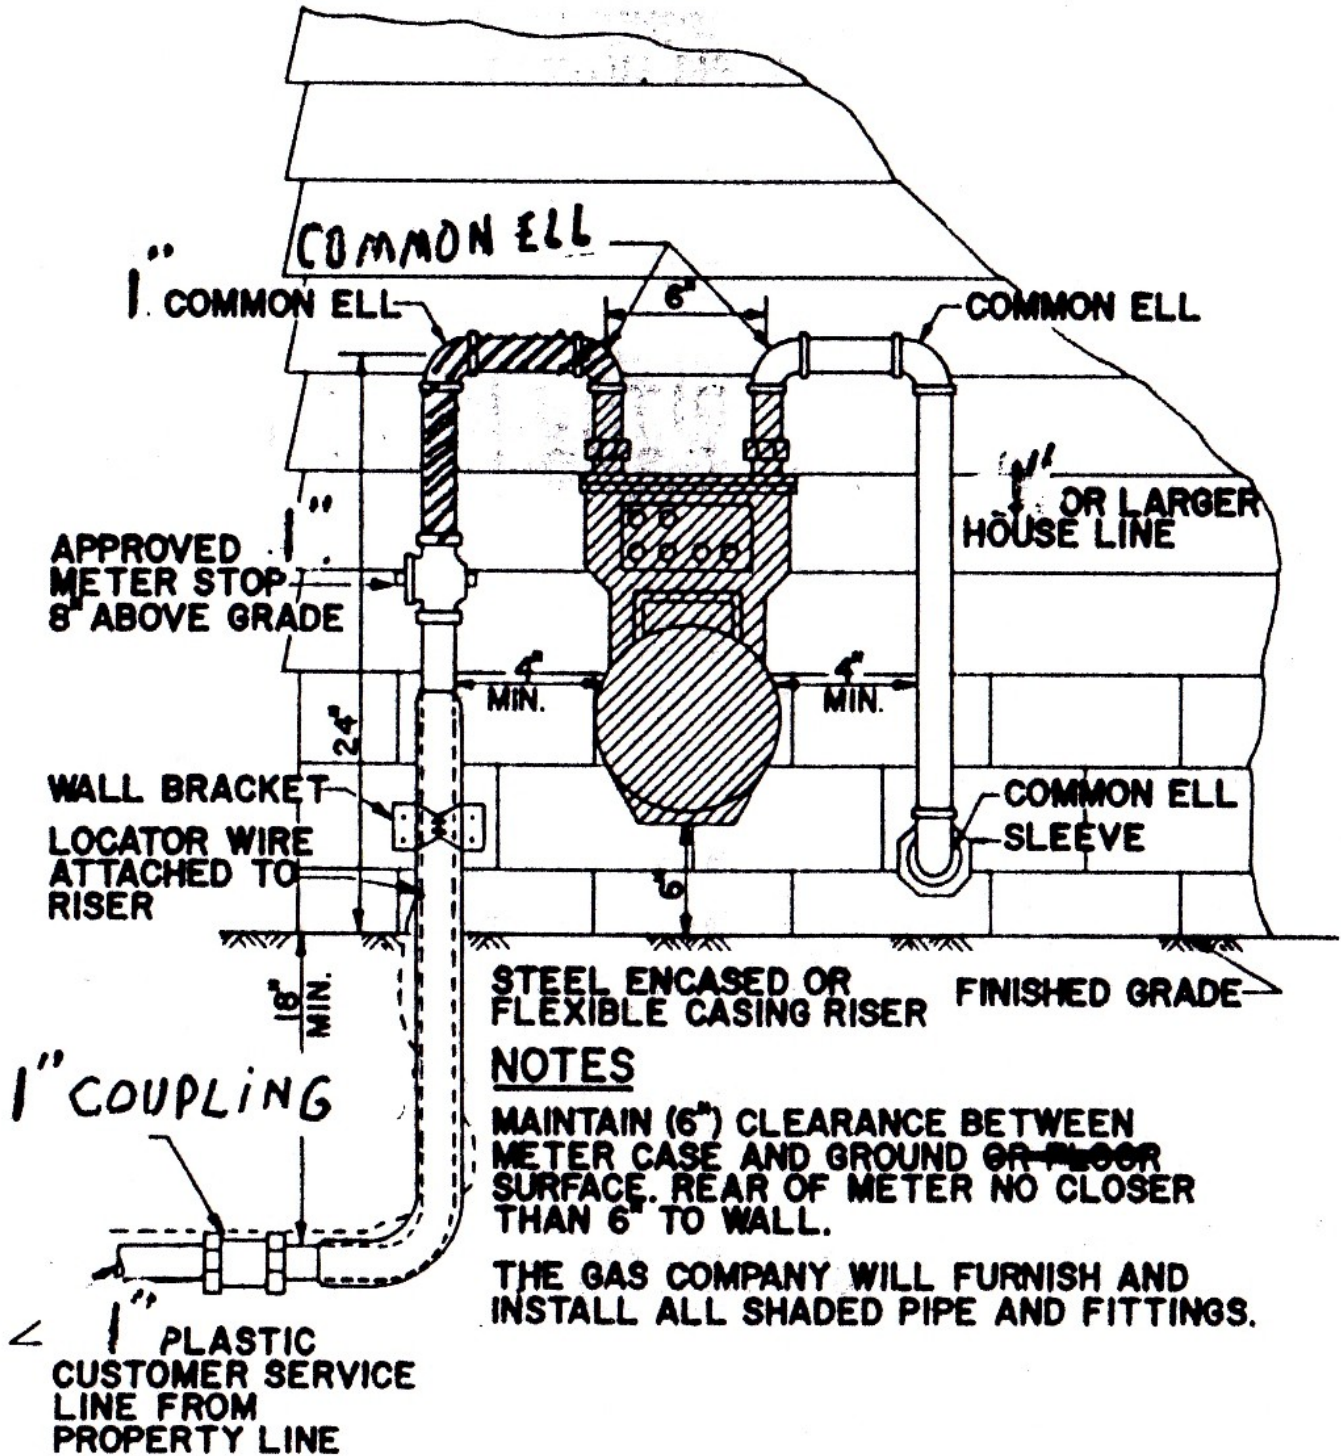 COMMON ELL
1"
COMMON ELL
6"
COMMON ELL
1"
OR LARGER
HOUSE LINE
1"
APPROVED
METER STOP
8" ABOVE GRADE
4"
MIN.
4"
MIN.
24"
WALL BRACKET
LOCATOR WIRE
ATTACHED TO
RISER
COMMON ELL
SLEEVE
6"
18"
MIN.
STEEL ENCASED OR
FLEXIBLE CASING RISER
FINISHED GRADE
1" COUPLING
NOTES
MAINTAIN (6") CLEARANCE BETWEEN
METER CASE AND GROUND OR FLOOR
SURFACE. REAR OF METER NO CLOSER
THAN 6" TO WALL.
THE GAS COMPANY WILL FURNISH AND
INSTALL ALL SHADED PIPE AND FITTINGS.
1" PLASTIC
CUSTOMER SERVICE
LINE FROM
PROPERTY LINE